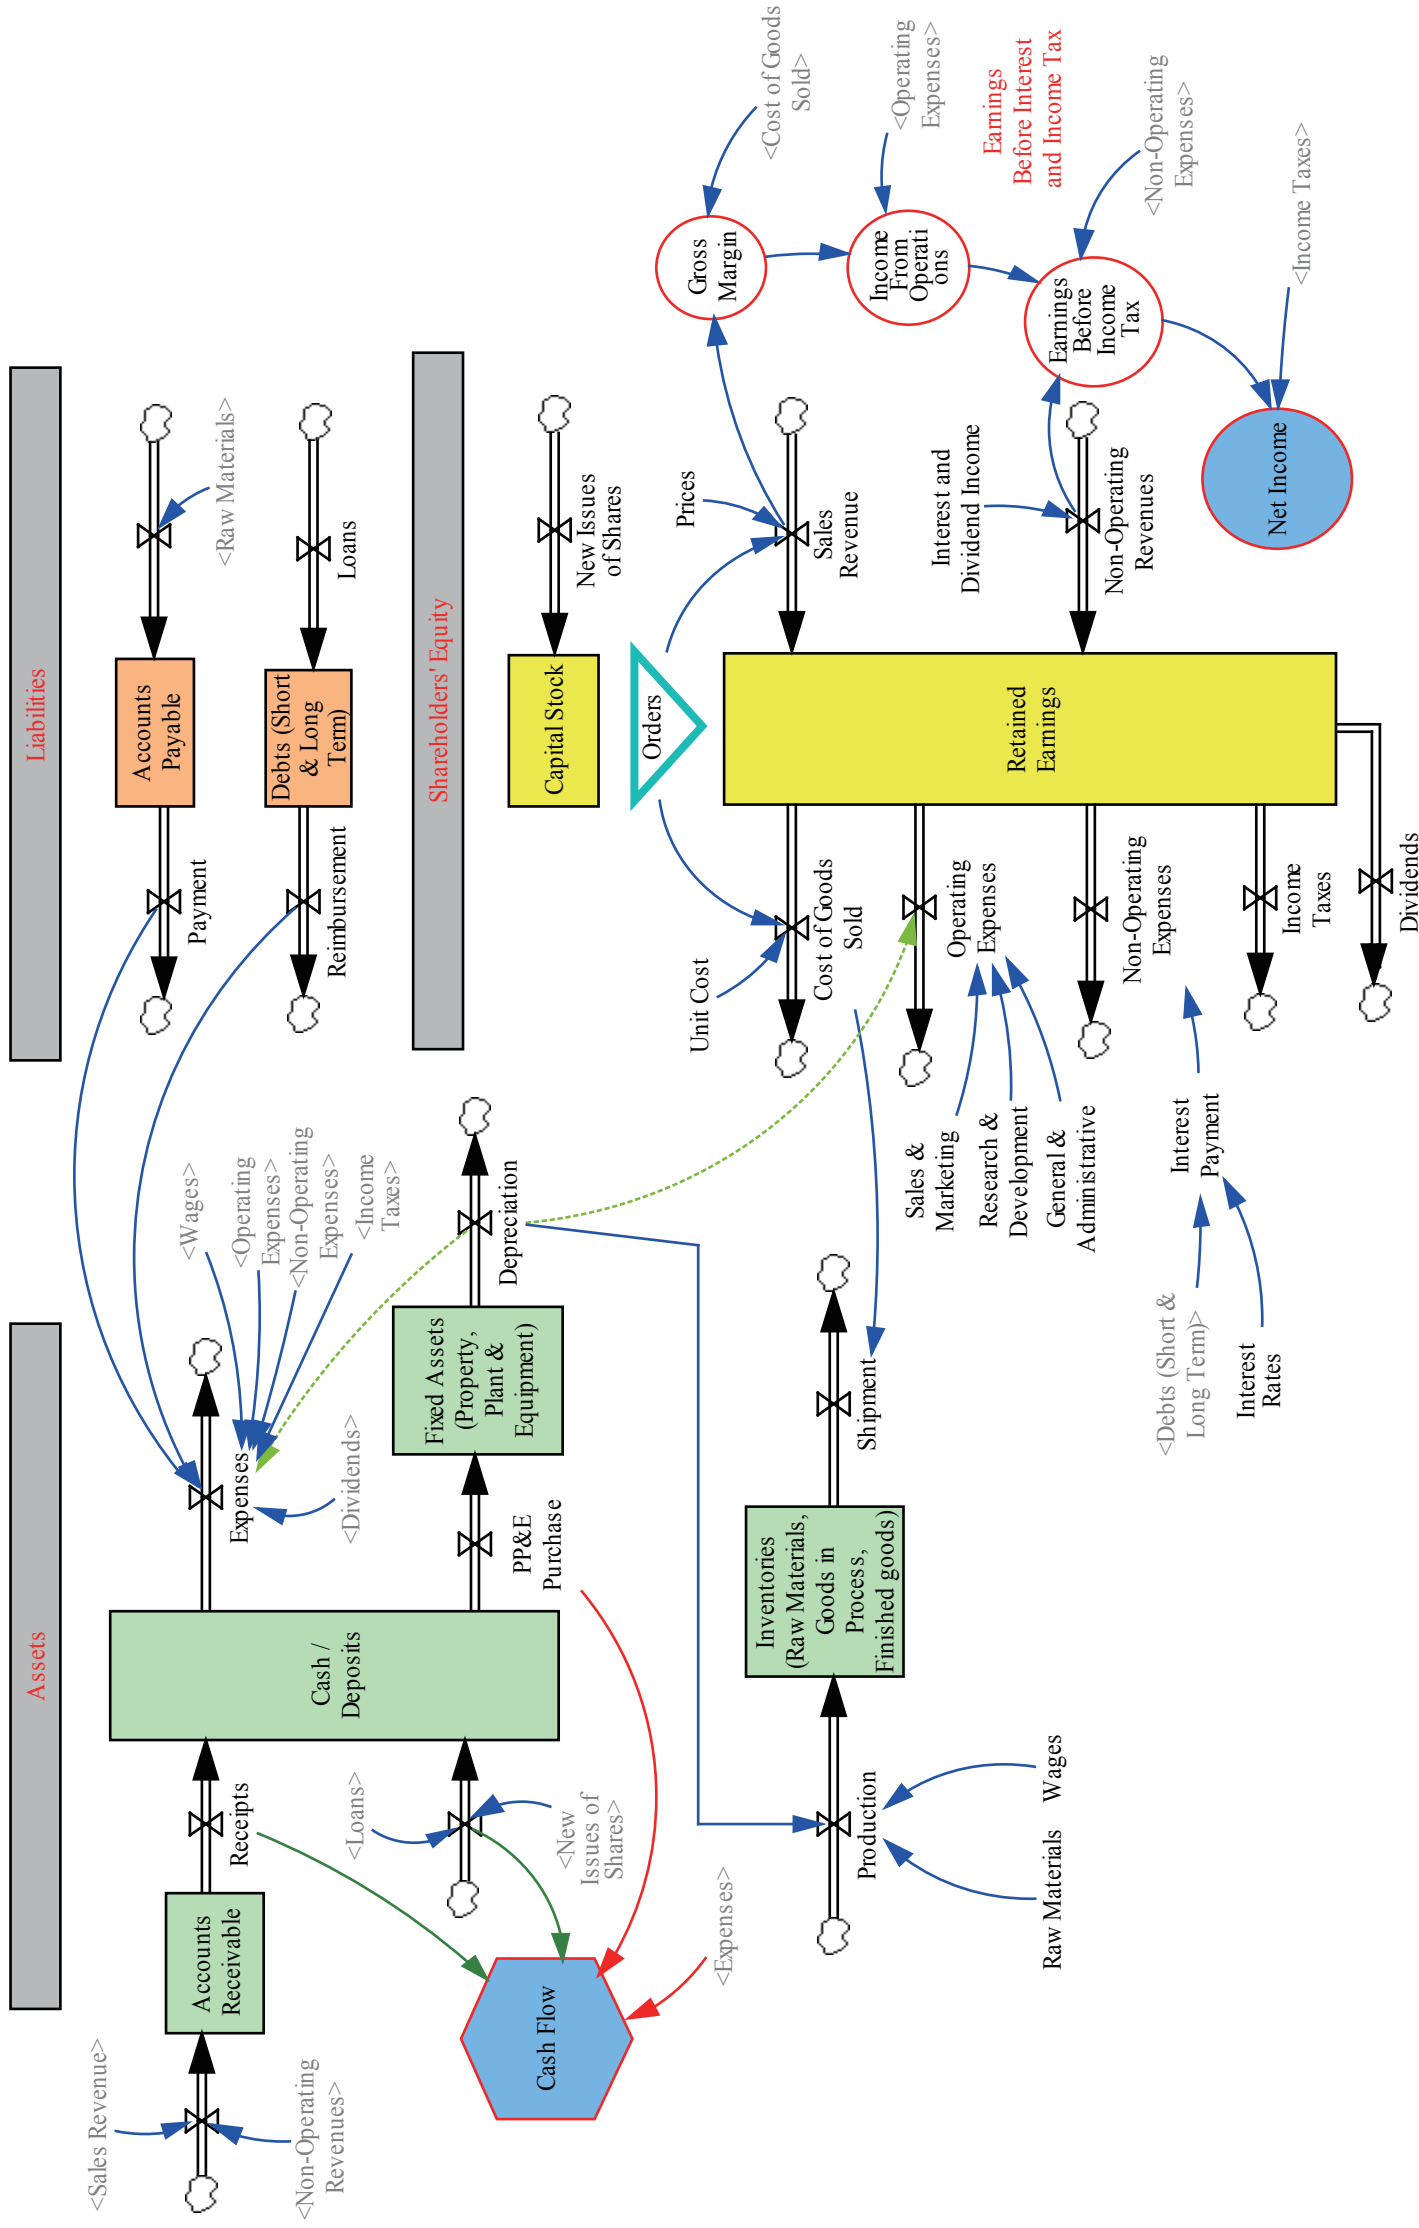 Assets
Liabilities
<Sales Revenue>
<Non-Operating
Revenues>
Accounts
Receivable
Receipts
Cash /
Deposits
<Loans>
<New
Issues of
Shares>
Expenses
<Wages>
<Operating
Expenses>
<Non-Operating
Expenses>
<Income
Taxes>
<Dividends>
PP&E
Purchase
Fixed Assets
(Property,
Plant &
Equipment)
Depreciation
Cash Flow
<Expenses>
Production
Raw Materials
Wages
Inventories
(Raw Materials,
Goods in
Process,
Finished goods)
Shipment
Payment
Accounts
Payable
<Raw Materials>
Reimbursement
Debts (Short
& Long
Term)
Loans
Shareholders' Equity
Capital Stock
New Issues
of Shares
Orders
Unit Cost
Cost of Goods
Sold
Prices
Sales
Revenue
Retained
Earnings
Operating
Expenses
Sales &
Marketing
Research &
Development
General &
Administrative
Non-Operating
Expenses
Interest
Payment
<Debts (Short &
Long Term)>
Interest
Rates
Income
Taxes
Dividends
Interest and
Dividend Income
Non-Operating
Revenues
Gross
Margin
<Cost of Goods
Sold>
Income
From
Operati
ons
<Operating
Expenses>
Earnings
Before Interest
and Income Tax
Earnings
Before
Income
Tax
<Non-Operating
Expenses>
Net Income
<Income Taxes>